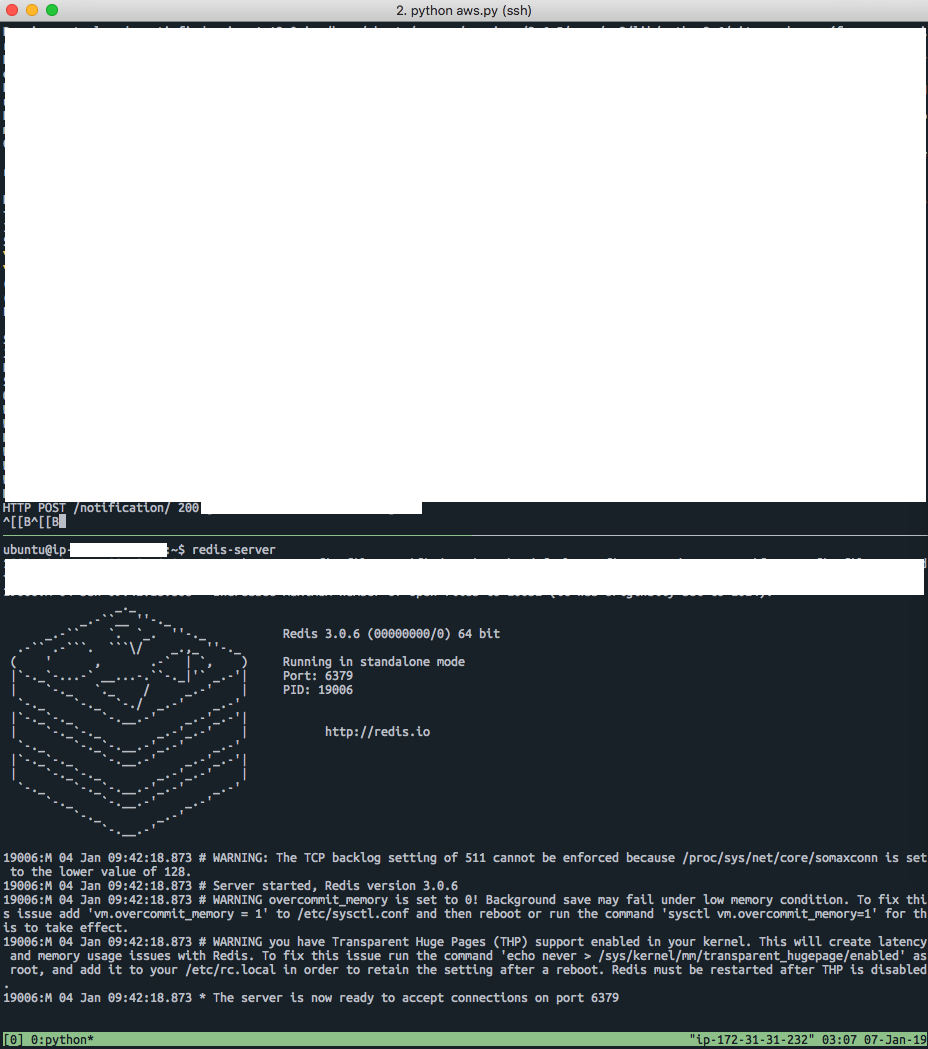 2. python aws.py (ssh)
HTTP POST /notification/ 200
^[[B^[[B
ubuntu@ip- :~$ redis-server
Redis 3.0.6 (00000000/0) 64 bit
Running in standalone mode
Port: 6379
PID: 19006
http://redis.io
19006:M 04 Jan 09:42:18.873 # WARNING: The TCP backlog setting of 511 cannot be enforced because /proc/sys/net/core/somaxconn is set
to the lower value of 128.
19006:M 04 Jan 09:42:18.873 # Server started, Redis version 3.0.6
19006:M 04 Jan 09:42:18.873 # WARNING overcommit_memory is set to 0! Background save may fail under low memory condition. To fix thi
s issue add 'vm.overcommit_memory = 1' to /etc/sysctl.conf and then reboot or run the command 'sysctl vm.overcommit_memory=1' for th
is to take effect.
19006:M 04 Jan 09:42:18.873 # WARNING you have Transparent Huge Pages (THP) support enabled in your kernel. This will create latency
and memory usage issues with Redis. To fix this issue run the command 'echo never > /sys/kernel/mm/transparent_hugepage/enabled' as
root, and add it to your /etc/rc.local in order to retain the setting after a reboot. Redis must be restarted after THP is disabled
.
19006:M 04 Jan 09:42:18.873 * The server is now ready to accept connections on port 6379
[0] 0:python* "ip-172-31-31-232" 03:07 07-Jan-19